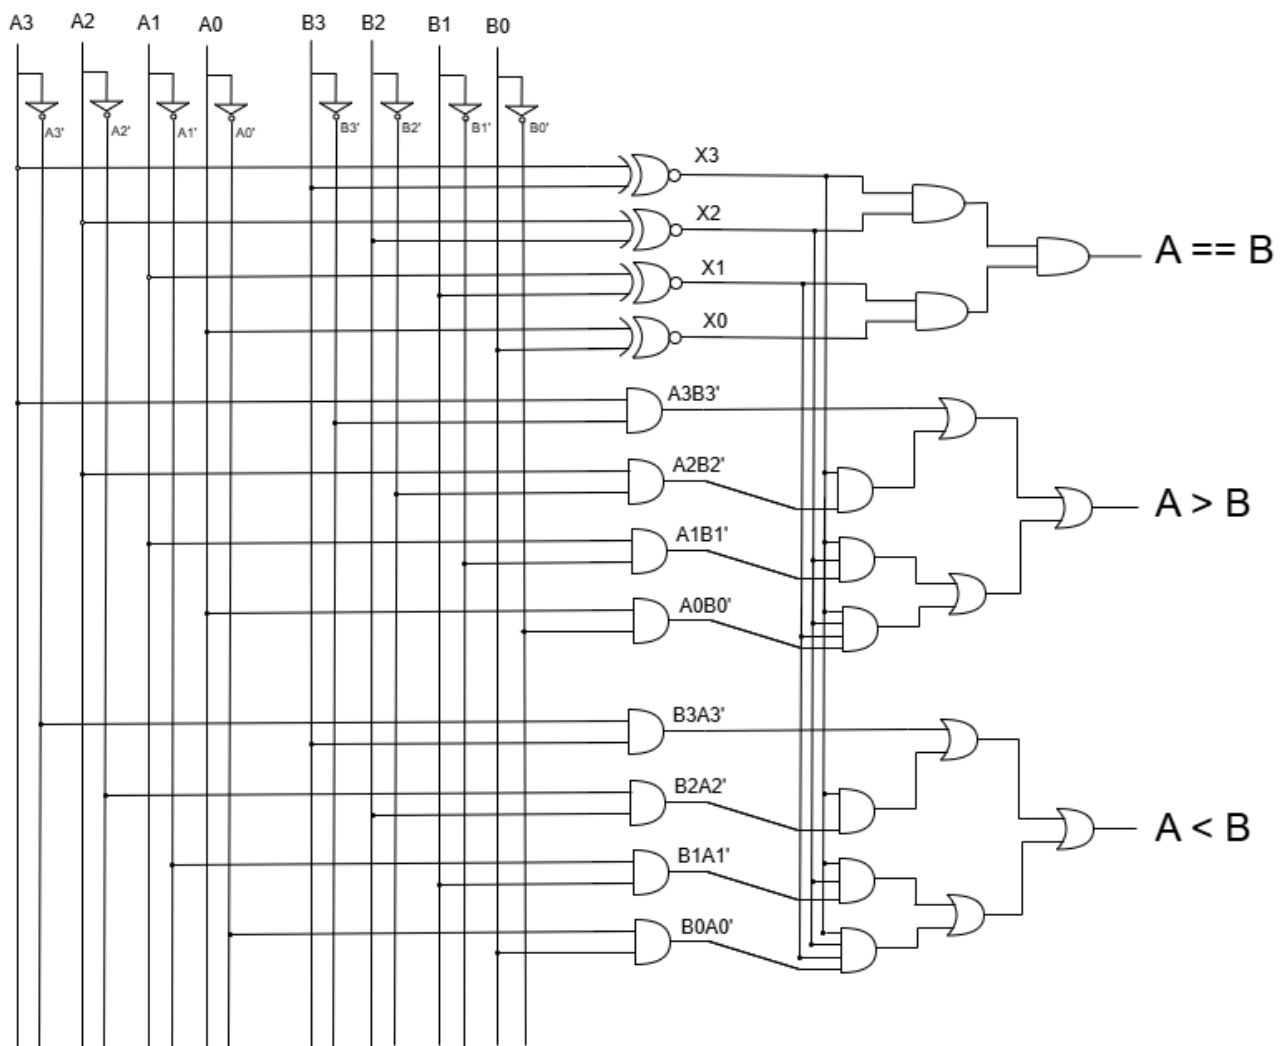 A3 A2 A1 A0 B3 B2 B1 B0
A3' A2' A1' A0' B3' B2' B1' B0'
X3
X2
X1
X0
A == B
A3B3'
A2B2'
A1B1'
A0B0'
A > B
B3A3'
B2A2'
B1A1'
B0A0'
A < B